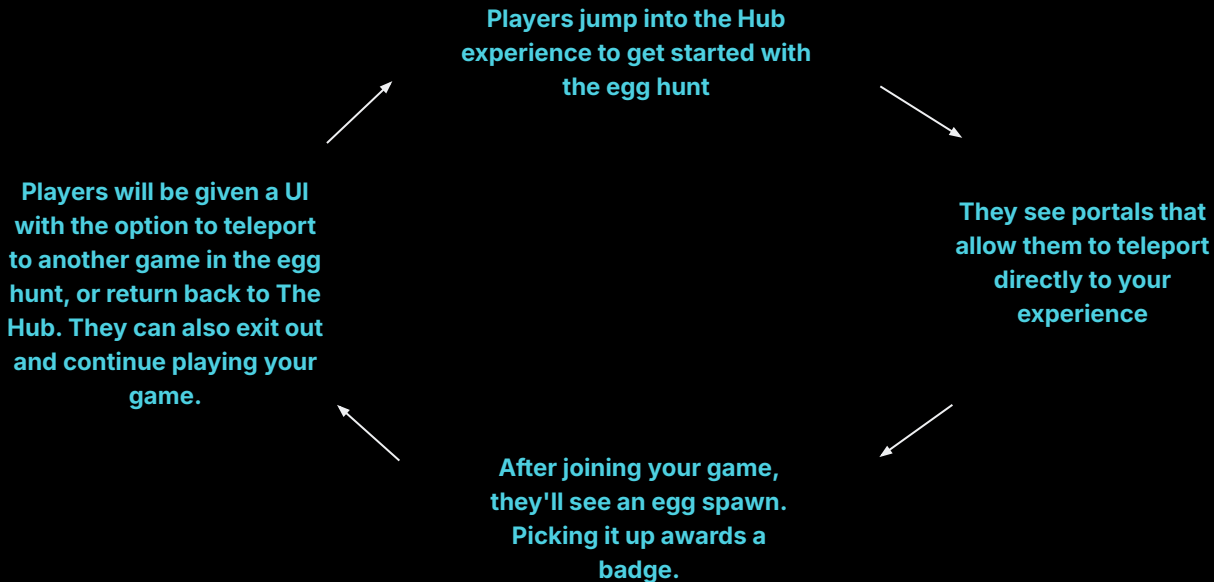 Players jump into the Hub
experience to get started with
the egg hunt
They see portals that
allow them to teleport
directly to your
experience
After joining your game,
they'll see an egg spawn.
Picking it up awards a
badge.
Players will be given a UI
with the option to teleport
to another game in the egg
hunt, or return back to The
Hub. They can also exit out
and continue playing your
game.